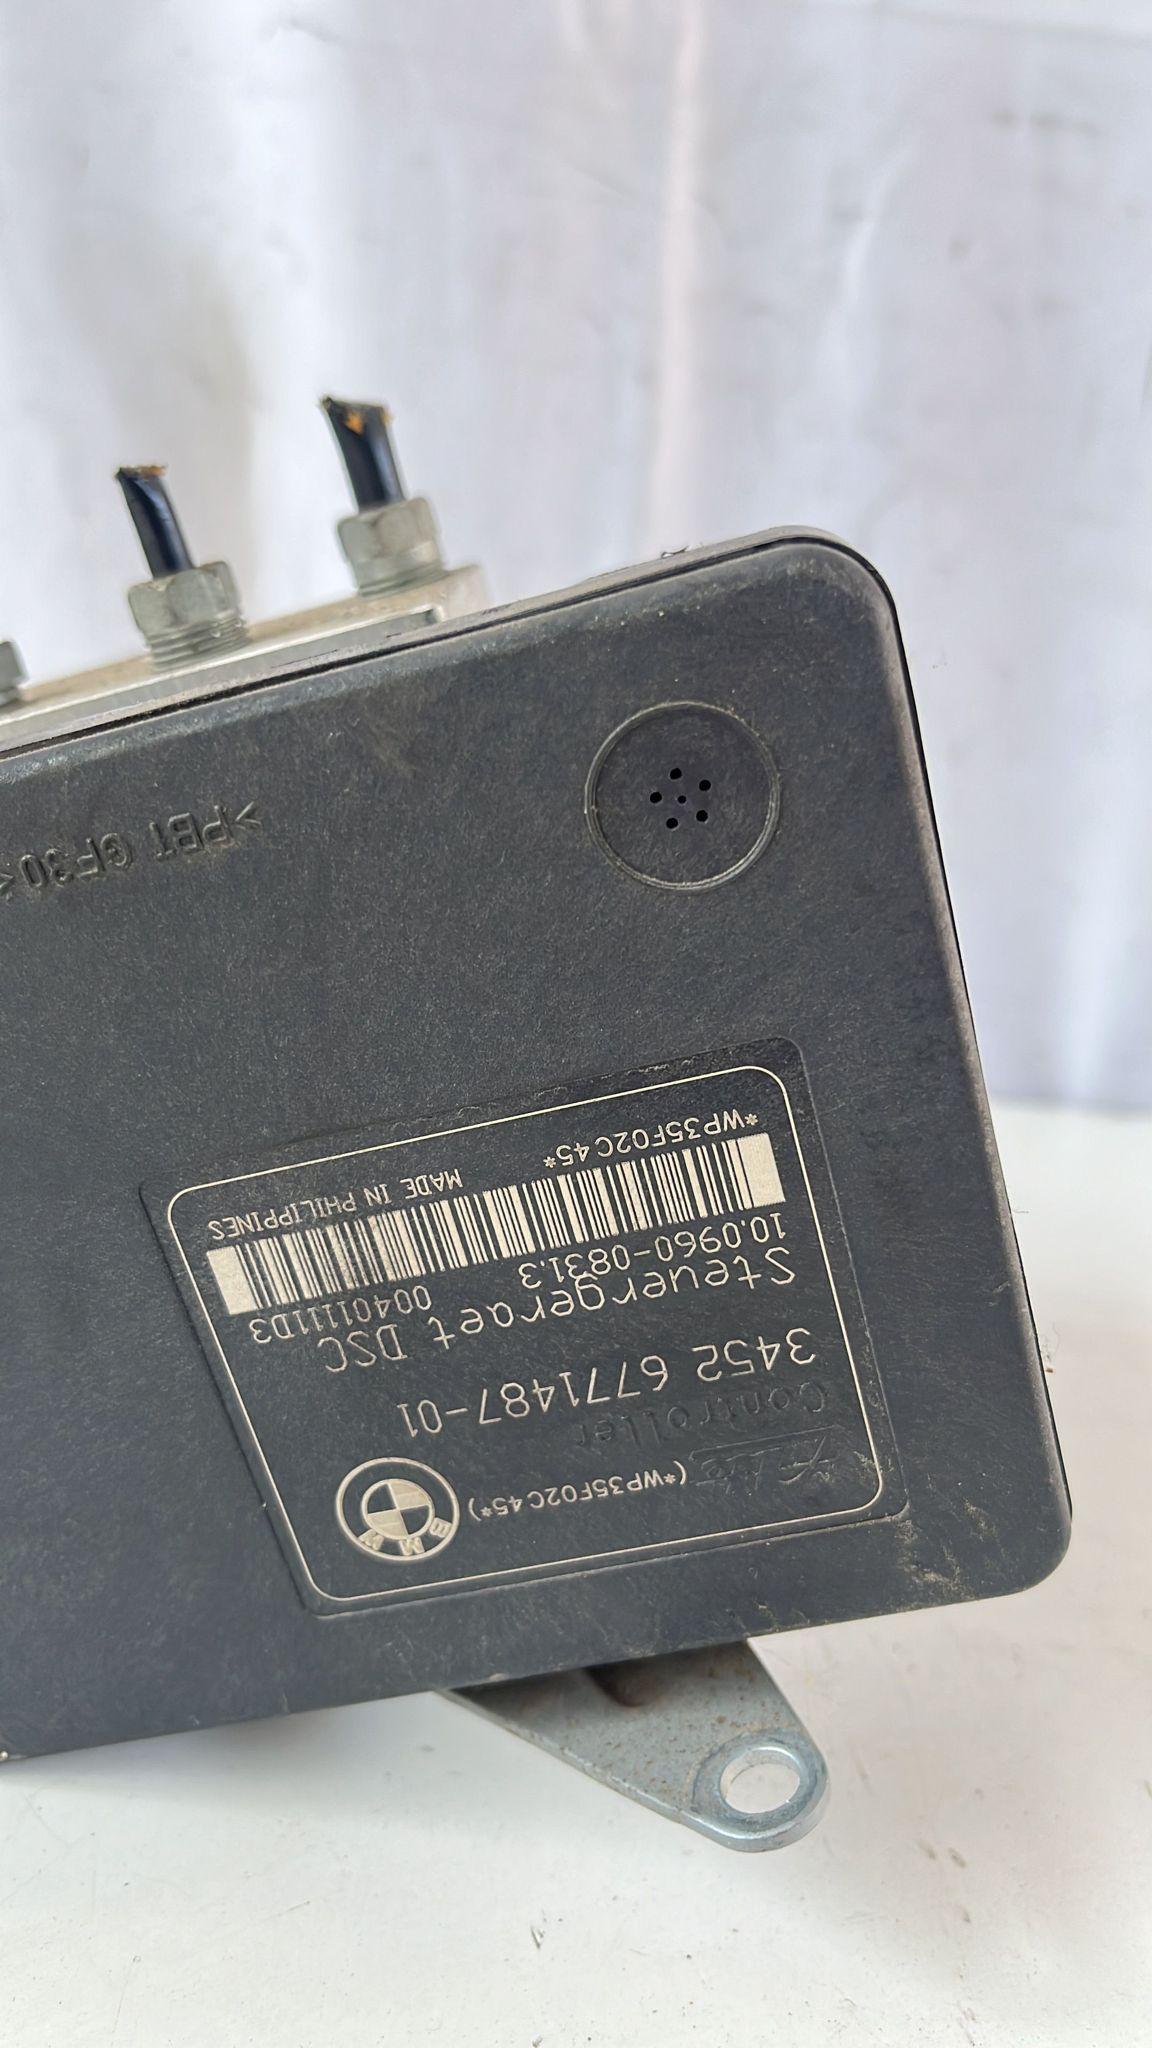 (*WP35F02C45*)
BMW
Controller
3452 6771487-01
Steuergeraet DSC
10.0960-0831.3 00401111D3
*WP35F02C45* MADE IN PHILIPPINES
>PBT GF30<